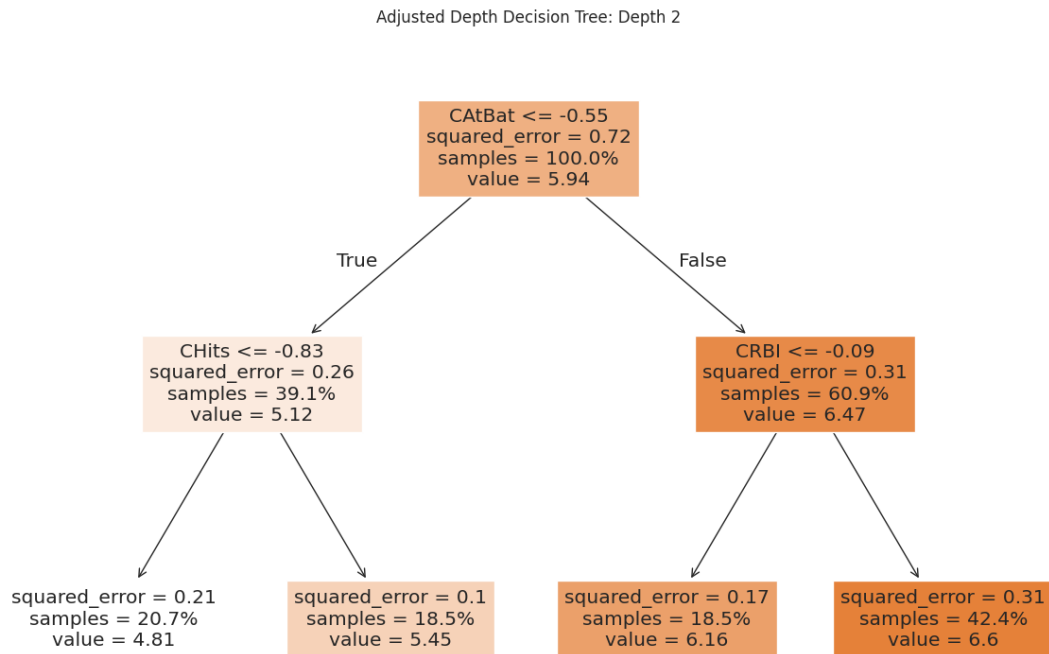 Adjusted Depth Decision Tree: Depth 2
CAtBat <= -0.55
squared_error = 0.72
samples = 100.0%
value = 5.94
True
False
CHits <= -0.83
squared_error = 0.26
samples = 39.1%
value = 5.12
CRBI <= -0.09
squared_error = 0.31
samples = 60.9%
value = 6.47
squared_error = 0.21
samples = 20.7%
value = 4.81
squared_error = 0.1
samples = 18.5%
value = 5.45
squared_error = 0.17
samples = 18.5%
value = 6.16
squared_error = 0.31
samples = 42.4%
value = 6.6